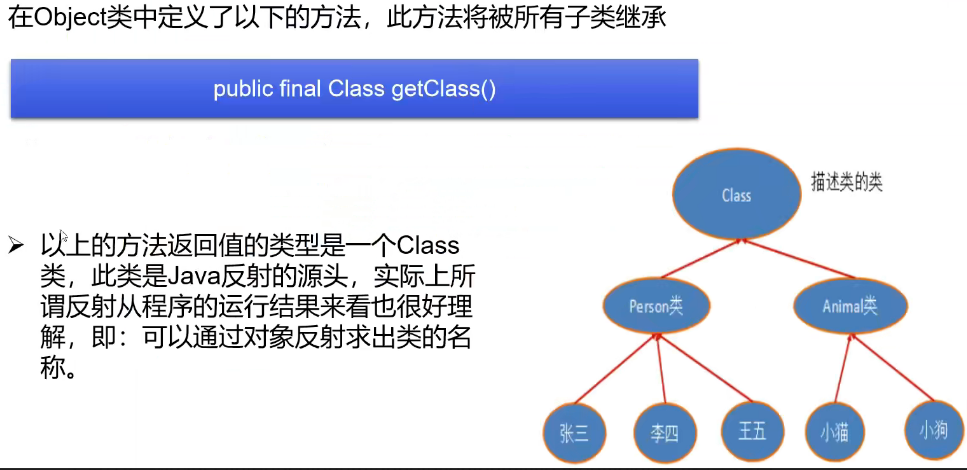 在Object类中定义了以下的方法，此方法将被所有子类继承
public final Class getClass()
Class
描述类的类
➢ 以上的方法返回值的类型是一个Class
类，此类是Java反射的源头，实际上所
谓反射从程序的运行结果来看也很好理
解，即：可以通过对象反射求出类的名
称。
Person类
Animal类
张三
李四
王五
小猫
小狗